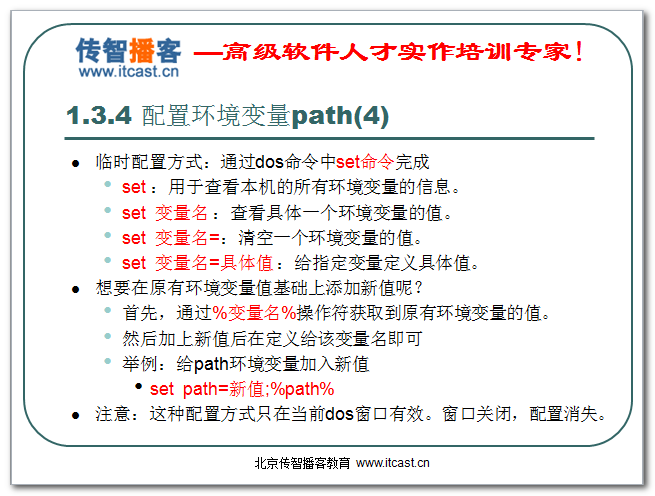 传智播客 —高级软件人才实作培训专家!
www.itcast.cn
1.3.4 配置环境变量path(4)
临时配置方式：通过dos命令中set命令完成
set：用于查看本机的所有环境变量的信息。
set 变量名：查看具体一个环境变量的值。
set 变量名=：清空一个环境变量的值。
set 变量名=具体值：给指定变量定义具体值。
想要在原有环境变量值基础上添加新值呢？
首先，通过%变量名%操作符获取到原有环境变量的值。
然后加上新值后在定义给该变量名即可
举例：给path环境变量加入新值
set path=新值;%path%
注意：这种配置方式只在当前dos窗口有效。窗口关闭，配置消失。
北京传智播客教育 www.itcast.cn